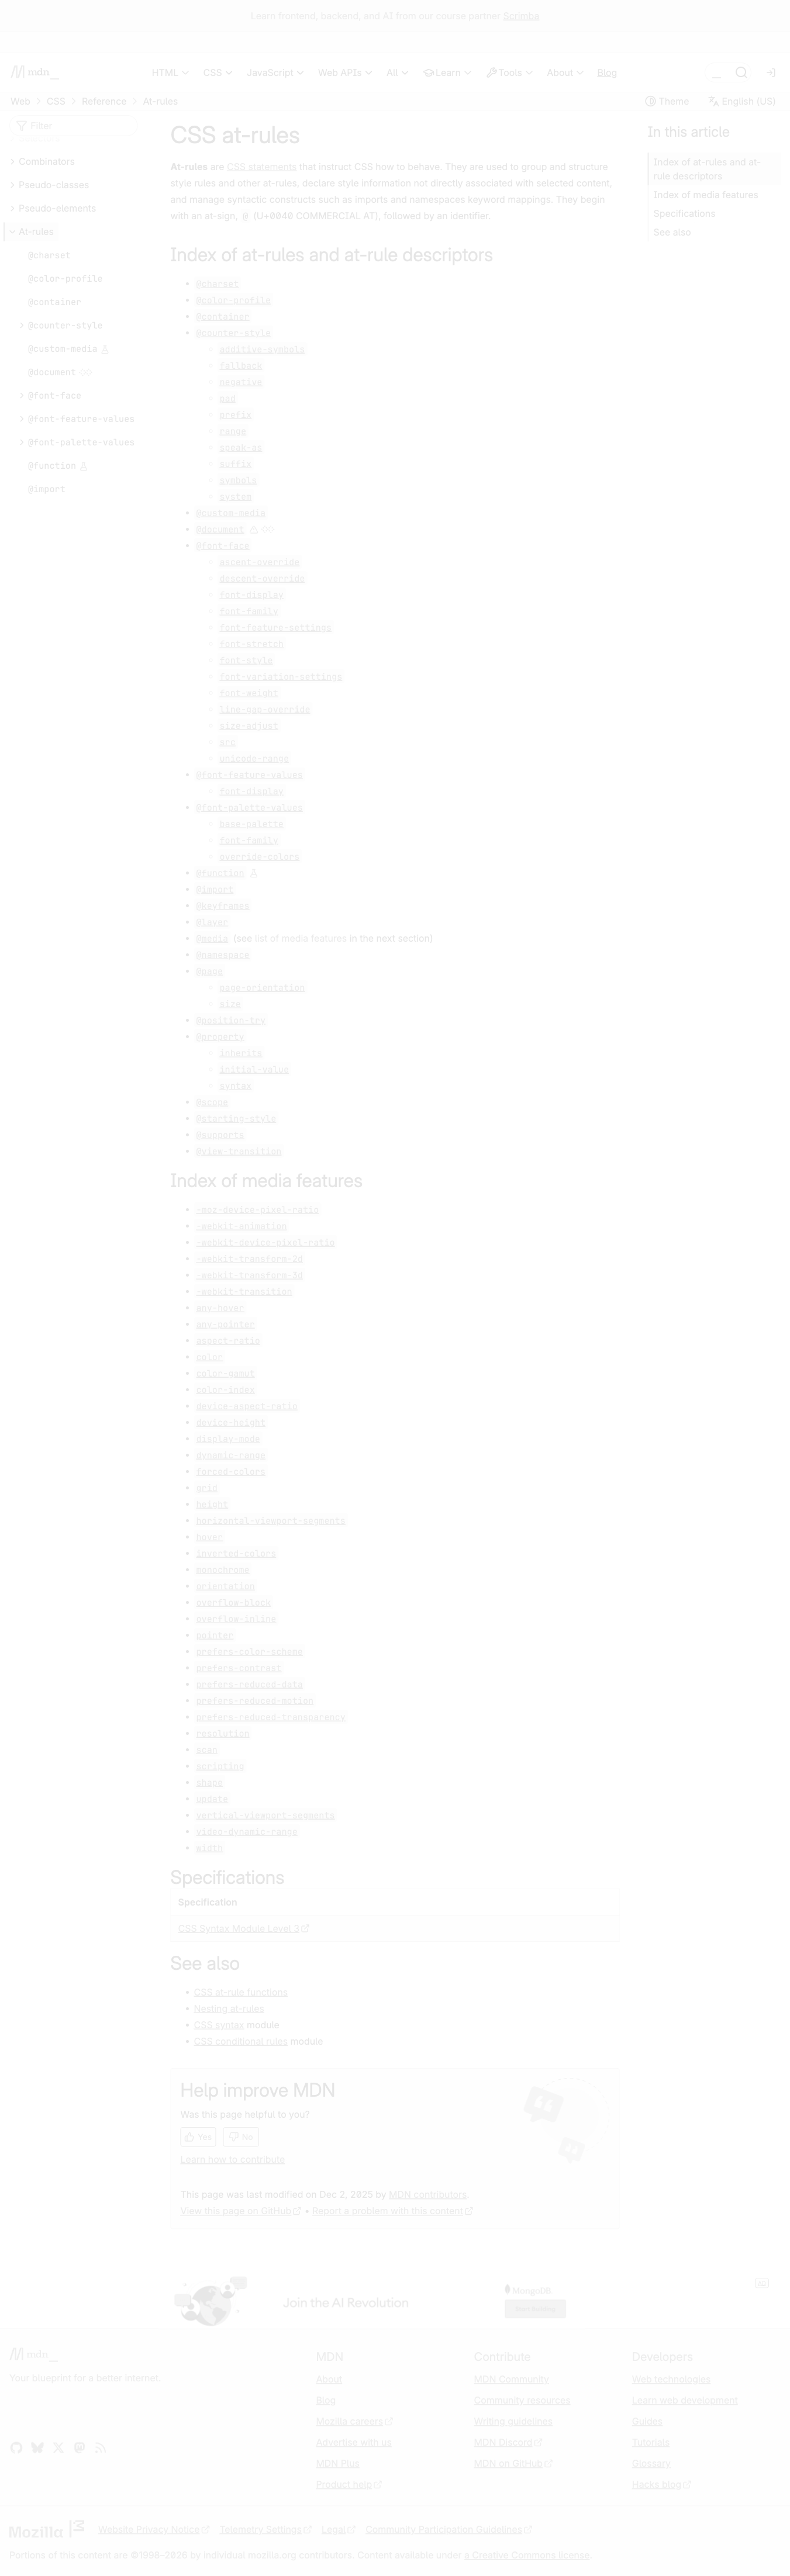 Learn frontend, backend, and AI from our course partner Scrimba
mdn_
HTML CSS JavaScript Web APIs All Learn Tools About Blog
Web > CSS > Reference > At-rules
Theme English (US)
Filter
Combinators
Pseudo-classes
Pseudo-elements
At-rules
@charset
@color-profile
@container
@counter-style
@custom-media
@document
@font-face
@font-feature-values
@font-palette-values
@function
@import
CSS at-rules
At-rules are CSS statements that instruct CSS how to behave. They are used to group and structure
style rules and other at-rules, declare style information not directly associated with selected content,
and manage syntactic constructs such as imports and namespaces keyword mappings. They begin
with an at-sign, @ (U+0040 COMMERCIAL AT), followed by an identifier.
Index of at-rules and at-rule descriptors
@charset
@color-profile
@container
@counter-style
additive-symbols
fallback
negative
pad
prefix
range
speak-as
suffix
symbols
system
@custom-media
@document
@font-face
ascent-override
descent-override
font-display
font-family
font-feature-settings
font-stretch
font-style
font-variation-settings
font-weight
line-gap-override
size-adjust
src
unicode-range
@font-feature-values
font-display
@font-palette-values
base-palette
font-family
override-colors
@function
@import
@keyframes
@layer
@media (see list of media features in the next section)
@namespace
@page
page-orientation
size
@position-try
@property
inherits
initial-value
syntax
@scope
@starting-style
@supports
@view-transition
Index of media features
-moz-device-pixel-ratio
-webkit-animation
-webkit-device-pixel-ratio
-webkit-transform-2d
-webkit-transform-3d
-webkit-transition
any-hover
any-pointer
aspect-ratio
color
color-gamut
color-index
device-aspect-ratio
device-height
display-mode
dynamic-range
forced-colors
grid
height
horizontal-viewport-segments
hover
inverted-colors
monochrome
orientation
overflow-block
overflow-inline
pointer
prefers-color-scheme
prefers-contrast
prefers-reduced-data
prefers-reduced-motion
prefers-reduced-transparency
resolution
scan
scripting
shape
update
vertical-viewport-segments
video-dynamic-range
width
Specifications
Specification
CSS Syntax Module Level 3
See also
CSS at-rule functions
Nesting at-rules
CSS syntax module
CSS conditional rules module
In this article
Index of at-rules and at-
rule descriptors
Index of media features
Specifications
See also
Help improve MDN
Was this page helpful to you?
Yes No
Learn how to contribute
This page was last modified on Dec 2, 2025 by MDN contributors.
View this page on GitHub • Report a problem with this content
Join the AI Revolution
MongoDB
mdn_
Your blueprint for a better internet.
MDN
About
Blog
Mozilla careers
Advertise with us
MDN Plus
Product help
Contribute
MDN Community
Community resources
Writing guidelines
MDN Discord
MDN on GitHub
Developers
Web technologies
Learn web development
Guides
Tutorials
Glossary
Hacks blog
Mozilla
Website Privacy Notice Telemetry Settings Legal Community Participation Guidelines
Portions of this content are ©1998–2026 by individual mozilla.org contributors. Content available under a Creative Commons license.